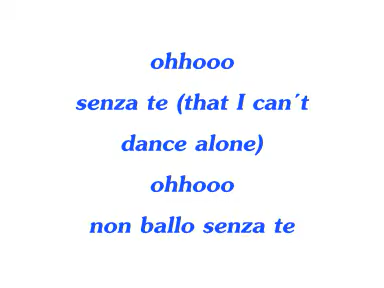 ohhooo
senza te (that I can´t
dance alone)
ohhooo
non ballo senza te